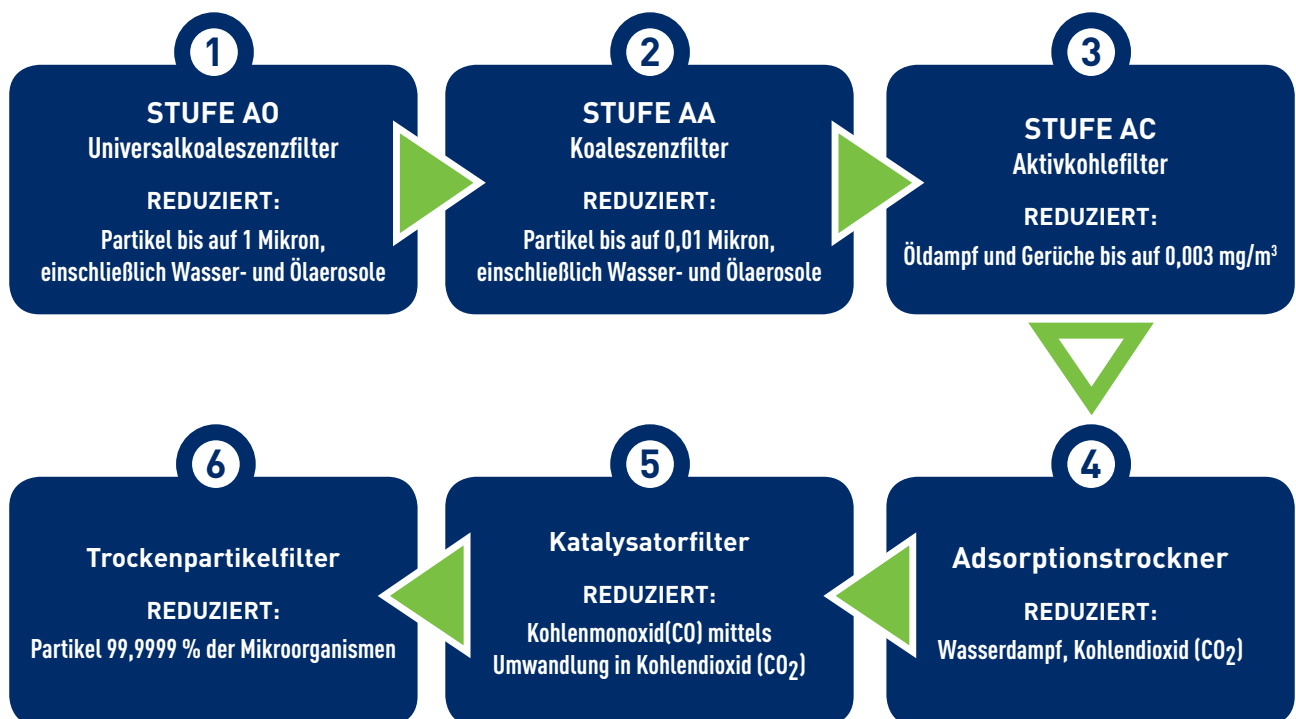 1
STUFE AO
Universalkoaleszenzfilter
REDUZIERT:
Partikel bis auf 1 Mikron,
einschließlich Wasser- und Ölaerosole
2
STUFE AA
Koaleszenzfilter
REDUZIERT:
Partikel bis auf 0,01 Mikron,
einschließlich Wasser- und Ölaerosole
3
STUFE AC
Aktivkohlefilter
REDUZIERT:
Öldampf und Gerüche bis auf 0,003 mg/m³
4
Adsorptionstrockner
REDUZIERT:
Wasserdampf, Kohlendioxid (CO₂)
5
Katalysatorfilter
REDUZIERT:
Kohlenmonoxid(CO) mittels
Umwandlung in Kohlendioxid (CO₂)
6
Trockenpartikelfilter
REDUZIERT:
Partikel 99,9999 % der Mikroorganismen